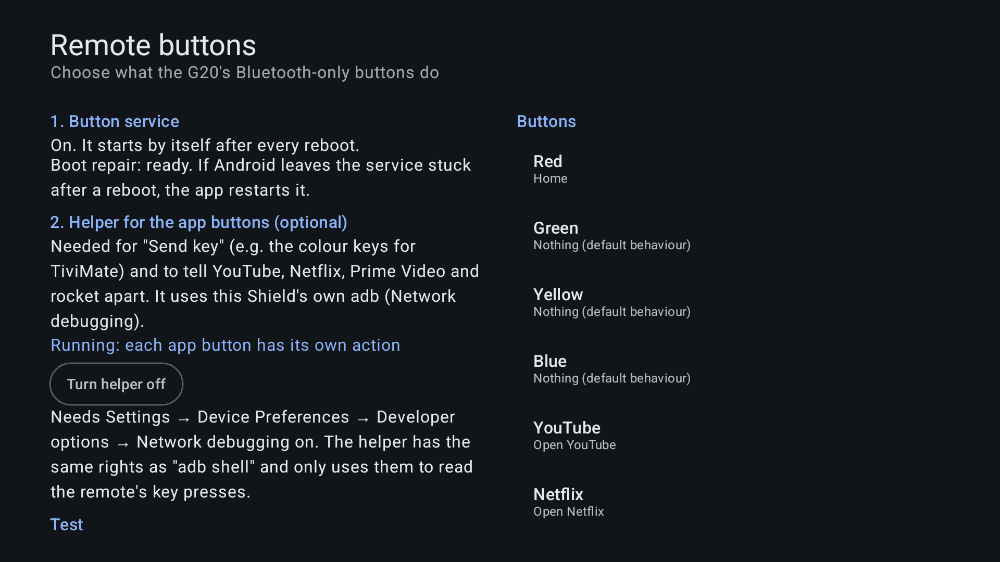 Remote buttons
Choose what the G20's Bluetooth-only buttons do
1. Button service
On. It starts by itself after every reboot.
Boot repair: ready. If Android leaves the service stuck
after a reboot, the app restarts it.
2. Helper for the app buttons (optional)
Needed for "Send key" (e.g. the colour keys for
TiviMate) and to tell YouTube, Netflix, Prime Video and
rocket apart. It uses this Shield's own adb (Network
debugging).
Running: each app button has its own action
Turn helper off
Needs Settings → Device Preferences → Developer
options → Network debugging on. The helper has the
same rights as "adb shell" and only uses them to read
the remote's key presses.
Test
Buttons
Red
Home
Green
Nothing (default behaviour)
Yellow
Nothing (default behaviour)
Blue
Nothing (default behaviour)
YouTube
Open YouTube
Netflix
Open Netflix